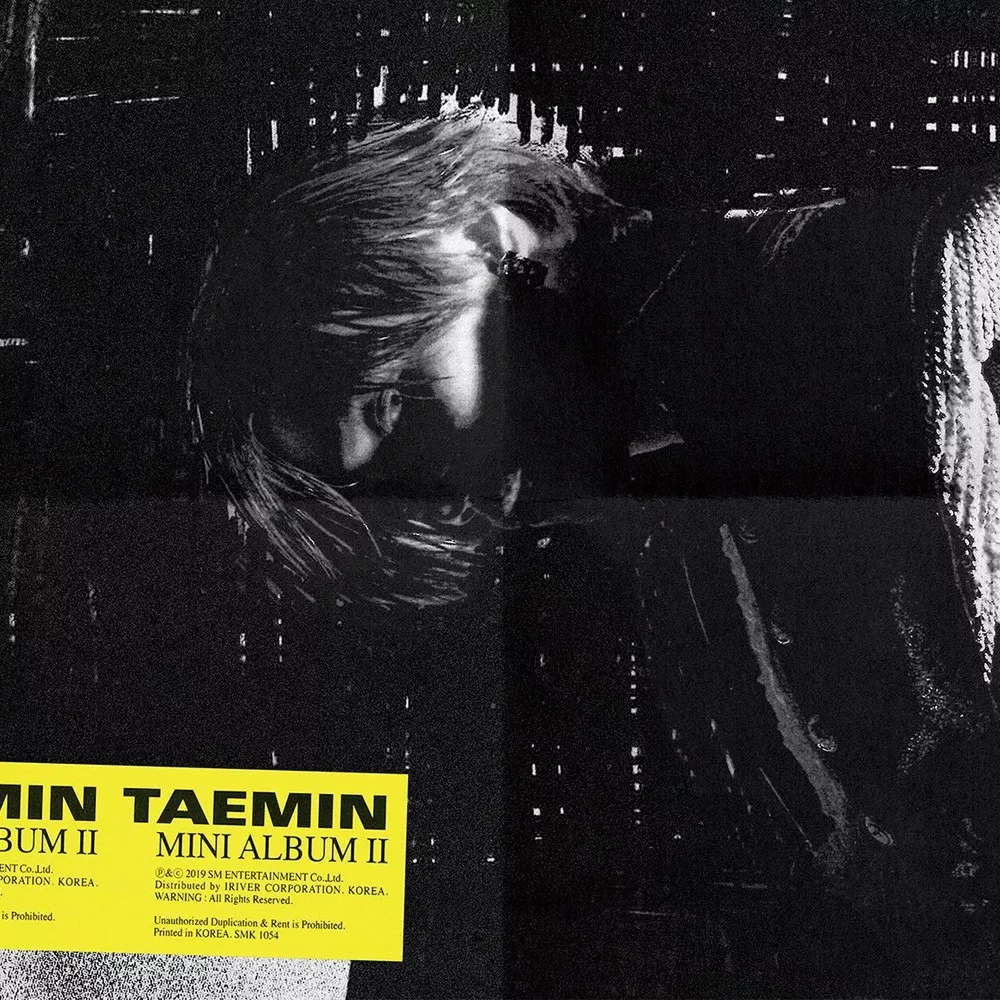 MIN TAEMIN
BUM II MINI ALBUM II
ENT Co.,Ltd. ℗&© 2019 SM ENTERTAINMENT Co.,Ltd.
PORATION. KOREA. Distributed by IRIVER CORPORATION. KOREA.
WARNING : All Rights Reserved.
is Prohibited. Unauthorized Duplication & Rent is Prohibited.
Printed in KOREA. SMK 1054